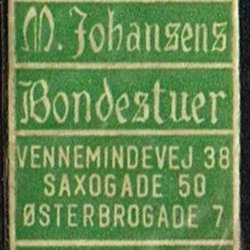 M. Johansens
Bondestuer
VENNEMINDEVEJ 38
SAXOGADE 50
ØSTERBROGADE 7